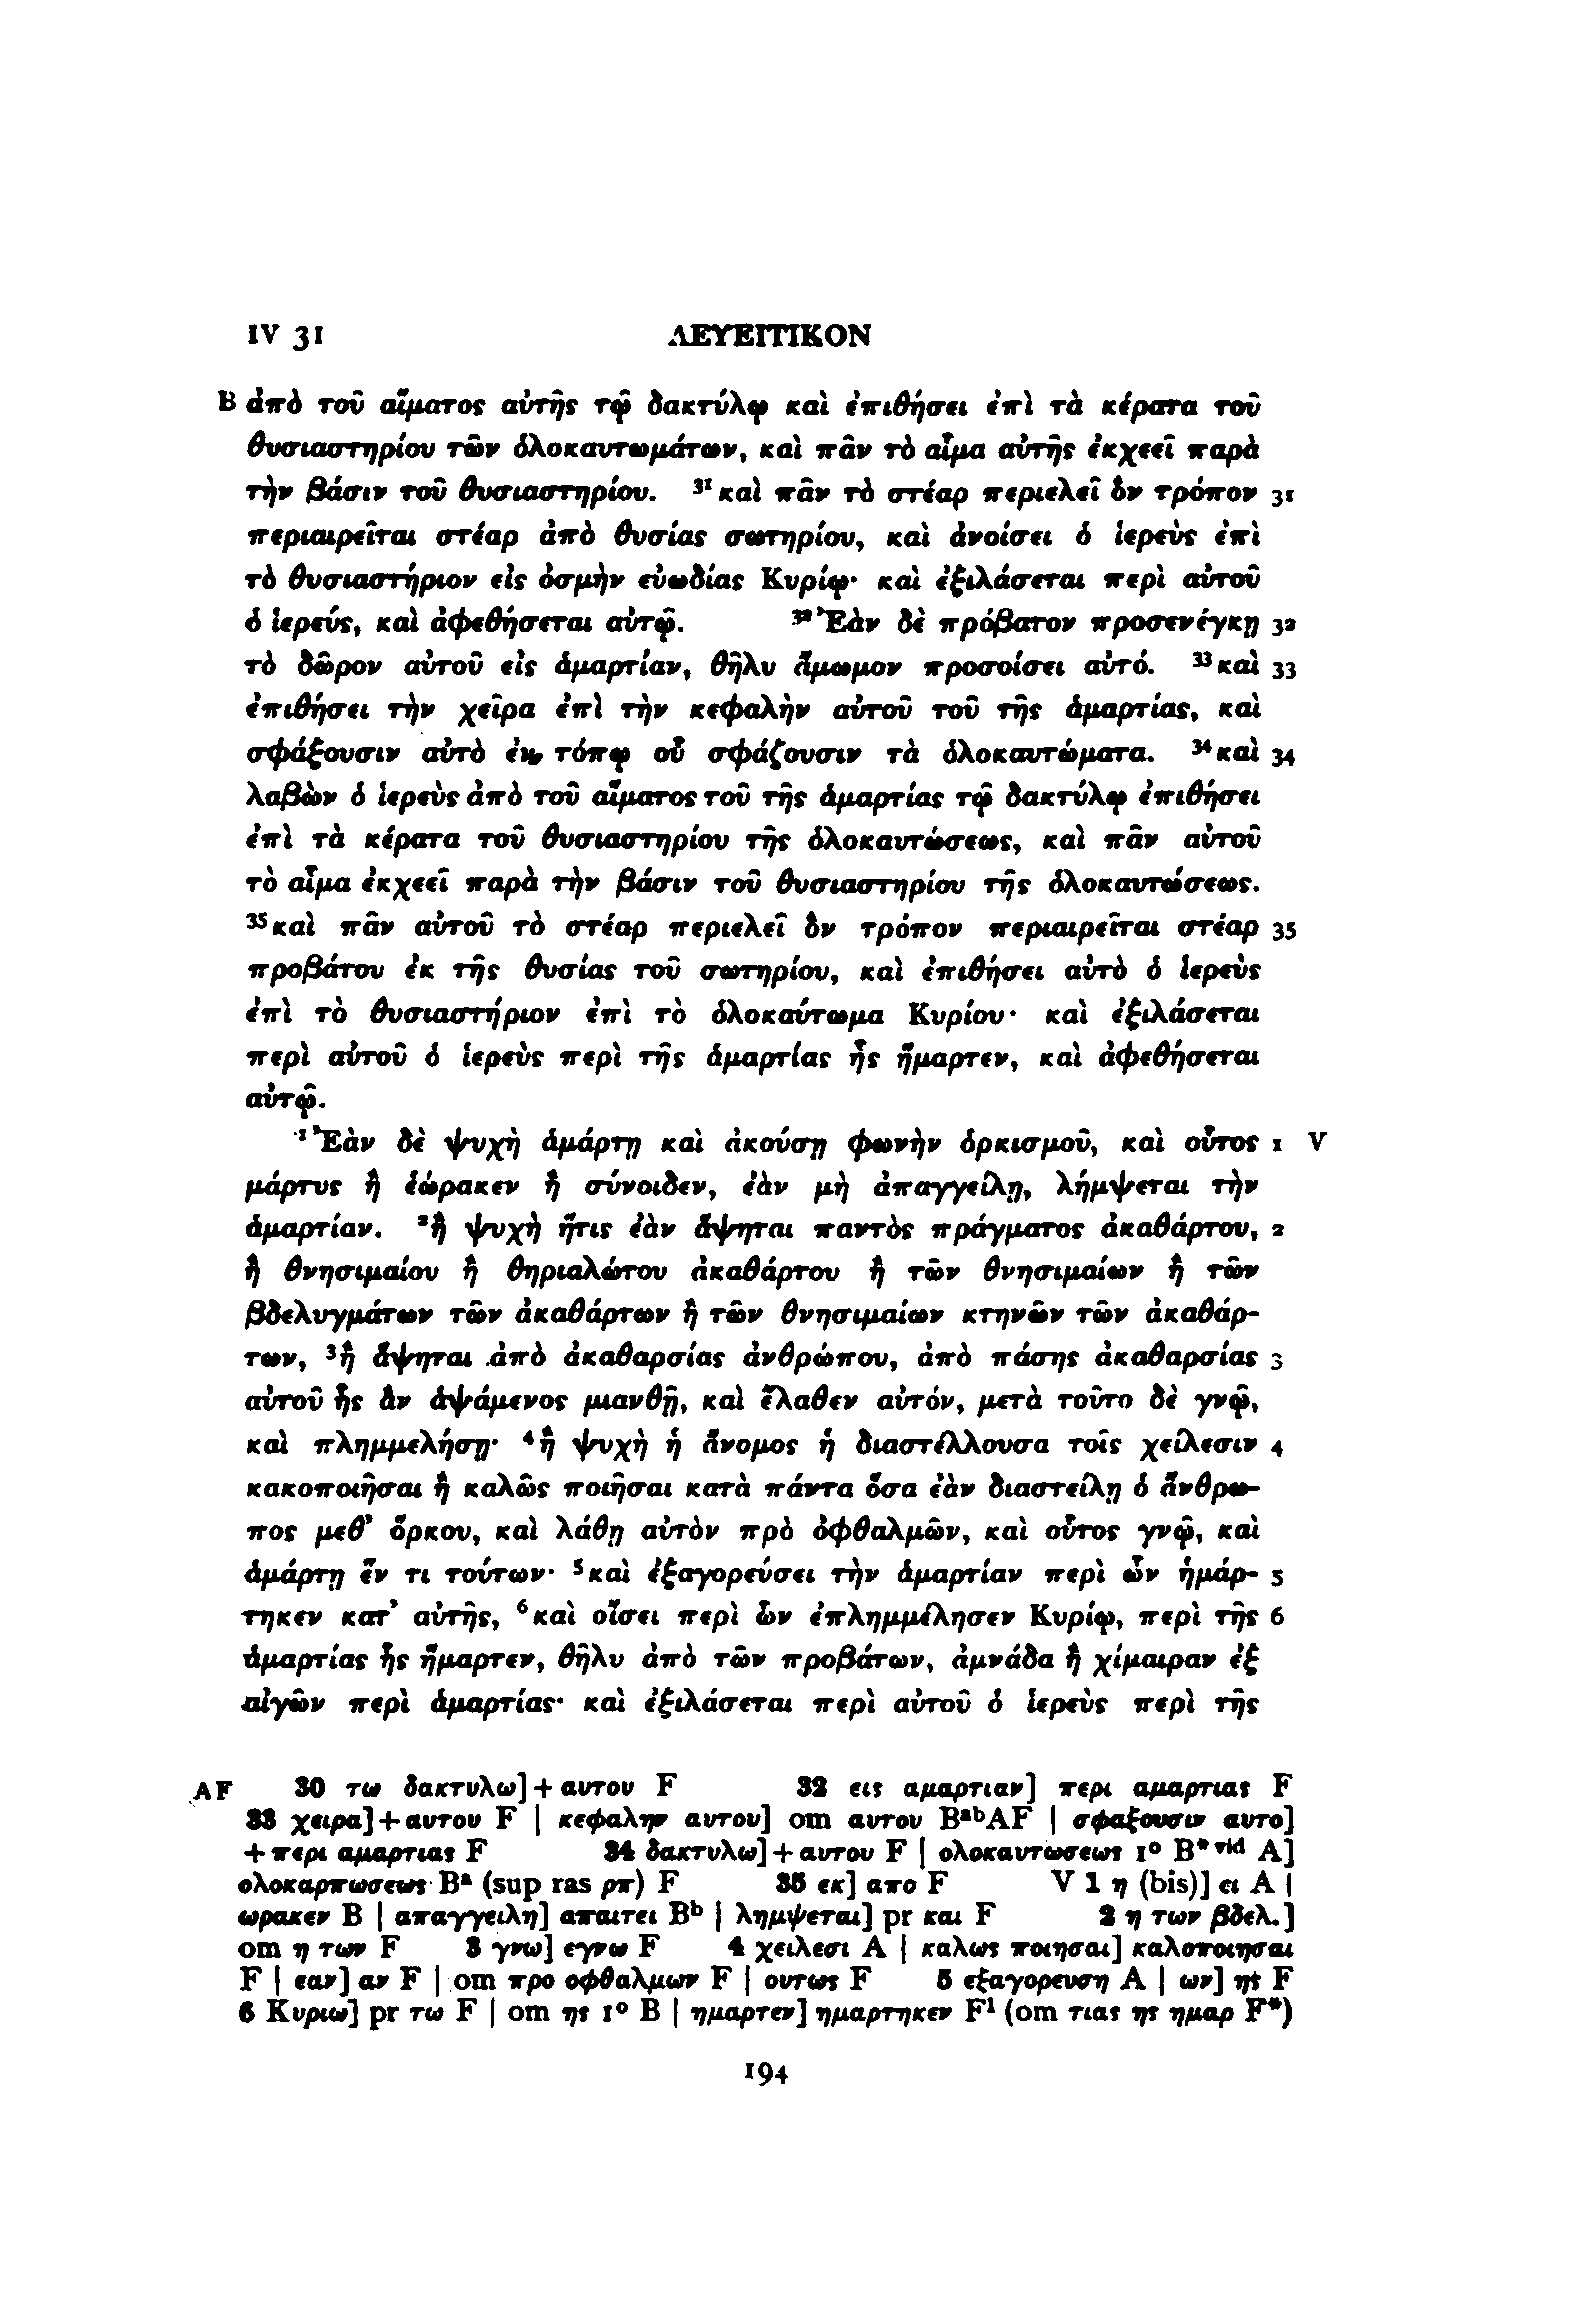 IV 31 ΛΕΥΕΙΤΙΚΟΝ
B ἀπὸ τοῦ αἵματος αὐτῆς τῷ δακτύλῳ καὶ ἐπιθήσει ἐπὶ τὰ κέρατα τοῦ
θυσιαστηρίου τῶν ὁλοκαυτωμάτων, καὶ πᾶν τὸ αἷμα αὐτῆς ἐκχεεῖ παρὰ
τὴν βάσιν τοῦ θυσιαστηρίου. ³¹καὶ πᾶν τὸ στέαρ περιελεῖ ὃν τρόπον 31
περιαιρεῖται στέαρ ἀπὸ θυσίας σωτηρίου, καὶ ἀνοίσει ὁ ἱερεὺς ἐπὶ
τὸ θυσιαστήριον εἰς ὀσμὴν εὐωδίας Κυρίῳ· καὶ ἐξιλάσεται περὶ αὐτοῦ
ὁ ἱερεύς, καὶ ἀφεθήσεται αὐτῷ. ³²Ἐὰν δὲ πρόβατον προσενέγκῃ 32
τὸ δῶρον αὐτοῦ εἰς ἁμαρτίαν, θῆλυ ἄμωμον προσοίσει αὐτό. ³³καὶ 33
ἐπιθήσει τὴν χεῖρα ἐπὶ τὴν κεφαλὴν αὐτοῦ τοῦ τῆς ἁμαρτίας, καὶ
σφάξουσιν αὐτὸ ἐν τόπῳ οὗ σφάζουσιν τὰ ὁλοκαυτώματα. ³⁴καὶ 34
λαβὼν ὁ ἱερεὺς ἀπὸ τοῦ αἵματος τοῦ τῆς ἁμαρτίας τῷ δακτύλῳ ἐπιθήσει
ἐπὶ τὰ κέρατα τοῦ θυσιαστηρίου τῆς ὁλοκαυτώσεως, καὶ πᾶν αὐτοῦ
τὸ αἷμα ἐκχεεῖ παρὰ τὴν βάσιν τοῦ θυσιαστηρίου τῆς ὁλοκαυτώσεως.
³⁵καὶ πᾶν αὐτοῦ τὸ στέαρ περιελεῖ ὃν τρόπον περιαιρεῖται στέαρ 35
προβάτου ἐκ τῆς θυσίας τοῦ σωτηρίου, καὶ ἐπιθήσει αὐτὸ ὁ ἱερεὺς
ἐπὶ τὸ θυσιαστήριον ἐπὶ τὸ ὁλοκαύτωμα Κυρίου· καὶ ἐξιλάσεται
περὶ αὐτοῦ ὁ ἱερεὺς περὶ τῆς ἁμαρτίας ἧς ἥμαρτεν, καὶ ἀφεθήσεται
αὐτῷ.
¹Ἐὰν δὲ ψυχὴ ἁμάρτῃ καὶ ἀκούσῃ φωνὴν ὁρκισμοῦ, καὶ οὗτος 1 V
μάρτυς ἢ ἑώρακεν ἢ σύνοιδεν, ἐὰν μὴ ἀπαγγείλῃ, λήμψεται τὴν
ἁμαρτίαν. ²ἢ ψυχὴ ἥτις ἐὰν ἅψηται παντὸς πράγματος ἀκαθάρτου, 2
ἢ θνησιμαίου ἢ θηριαλώτου ἀκαθάρτου ἢ τῶν θνησιμαίων ἢ τῶν
βδελυγμάτων τῶν ἀκαθάρτων ἢ τῶν θνησιμαίων κτηνῶν τῶν ἀκαθάρ-
των, ³ἢ ἅψηται ἀπὸ ἀκαθαρσίας ἀνθρώπου, ἀπὸ πάσης ἀκαθαρσίας 3
αὐτοῦ ἧς ἂν ἁψάμενος μιανθῇ, καὶ ἔλαθεν αὐτόν, μετὰ τοῦτο δὲ γνῷ,
καὶ πλημμελήσῃ· ⁴ἢ ψυχὴ ἡ ἄνομος ἡ διαστέλλουσα τοῖς χείλεσιν 4
κακοποιῆσαι ἢ καλῶς ποιῆσαι κατὰ πάντα ὅσα ἐὰν διαστείλῃ ὁ ἄνθρω-
πος μεθ’ ὅρκου, καὶ λάθῃ αὐτὸν πρὸ ὀφθαλμῶν, καὶ οὗτος γνῷ, καὶ
ἁμάρτῃ ἕν τι τούτων· ⁵καὶ ἐξαγορεύσει τὴν ἁμαρτίαν περὶ ὧν ἡμάρ- 5
τηκεν κατ’ αὐτῆς, ⁶καὶ οἴσει περὶ ὧν ἐπλημμέλησεν Κυρίῳ, περὶ τῆς 6
ἁμαρτίας ἧς ἥμαρτεν, θῆλυ ἀπὸ τῶν προβάτων, ἀμνάδα ἢ χίμαιραν ἐξ
αἰγῶν περὶ ἁμαρτίας· καὶ ἐξιλάσεται περὶ αὐτοῦ ὁ ἱερεὺς περὶ τῆς
AF 30 τω δακτυλω]+αυτου F 32 εις αμαρτιαν] περι αμαρτιας F
33 χειρα]+αυτου F | κεφαλην αυτου] om αυτου BᵃᵇAF | σφαξουσιν αυτο]
+περι αμαρτιας F 34 δακτυλω]+αυτου F | ολοκαυτωσεως 1° B*ᵛⁱᵈ A]
ολοκαρπωσεως Bᵃ (sup ras ρπ) F 35 εκ] απο F V 1 η (bis)] ει A |
ωρακεν B | απαγγειλη] απαιτει Bᵇ | λημψεται] pr και F 2 η των βδελ.]
om η των F 3 γνω] εγνω F 4 χειλεσι A | καλως ποιησαι] καλοποιησαι
F | εαν] αν F | om προ οφθαλμων F | ουτως F 5 εξαγορευση A | ων] ης F
6 Κυριω] pr τω F | om ης 1° B | ημαρτεν] ημαρτηκεν F¹ (om τιας ης ημαρ F*)
194